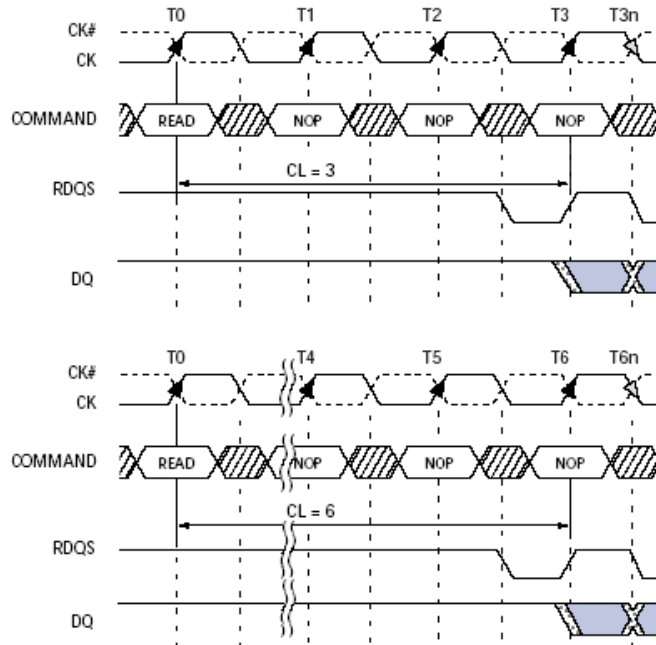 T0 T1 T2 T3 T3n
CK#
CK
COMMAND READ NOP NOP NOP
CL = 3
RDQS
DQ
T0 T4 T5 T6 T6n
CK#
CK
COMMAND READ NOP NOP NOP
CL = 6
RDQS
DQ